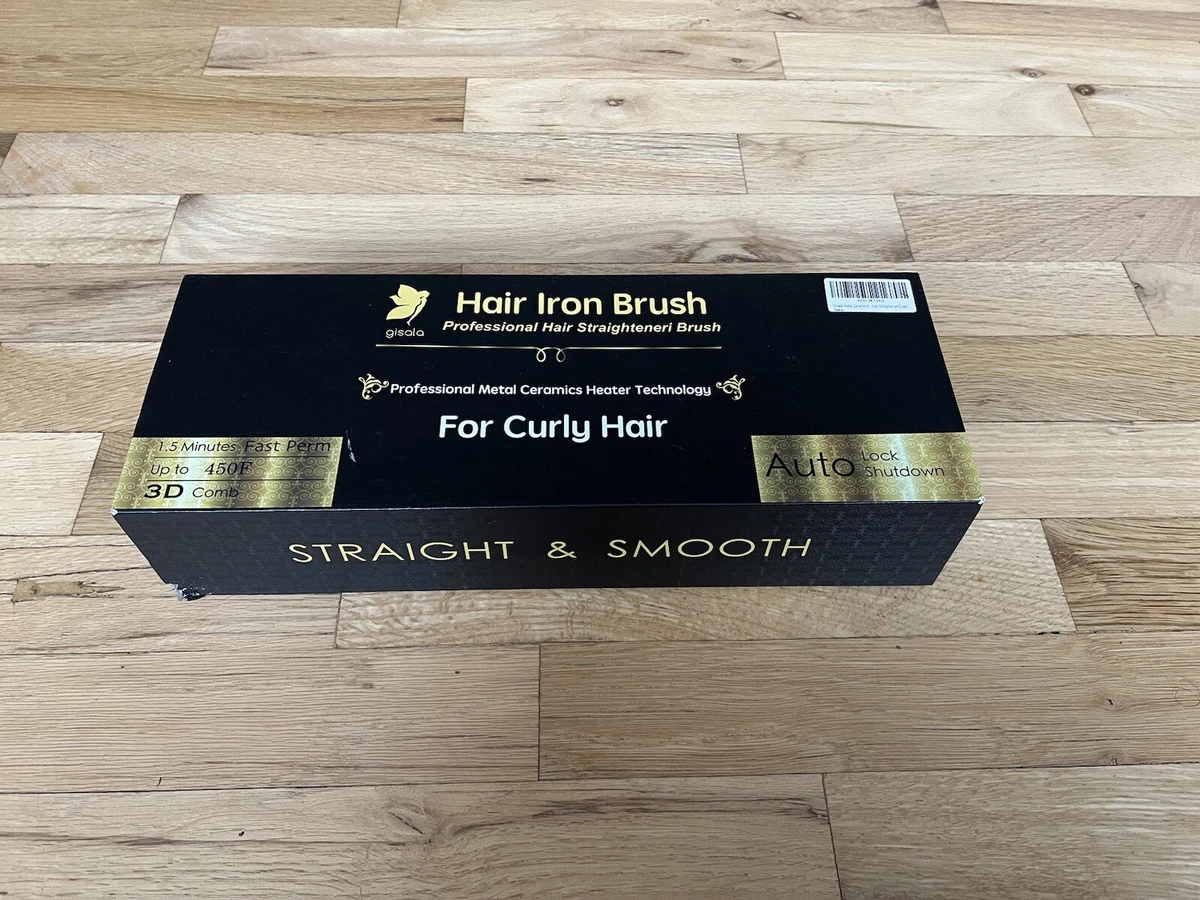 gisala
Hair Iron Brush
Professional Hair Straighteneri Brush
Professional Metal Ceramics Heater Technology
For Curly Hair
1.5 Minutes Fast Perm
Up to 450F
3D Comb
Auto Lock
Shutdown
STRAIGHT & SMOOTH